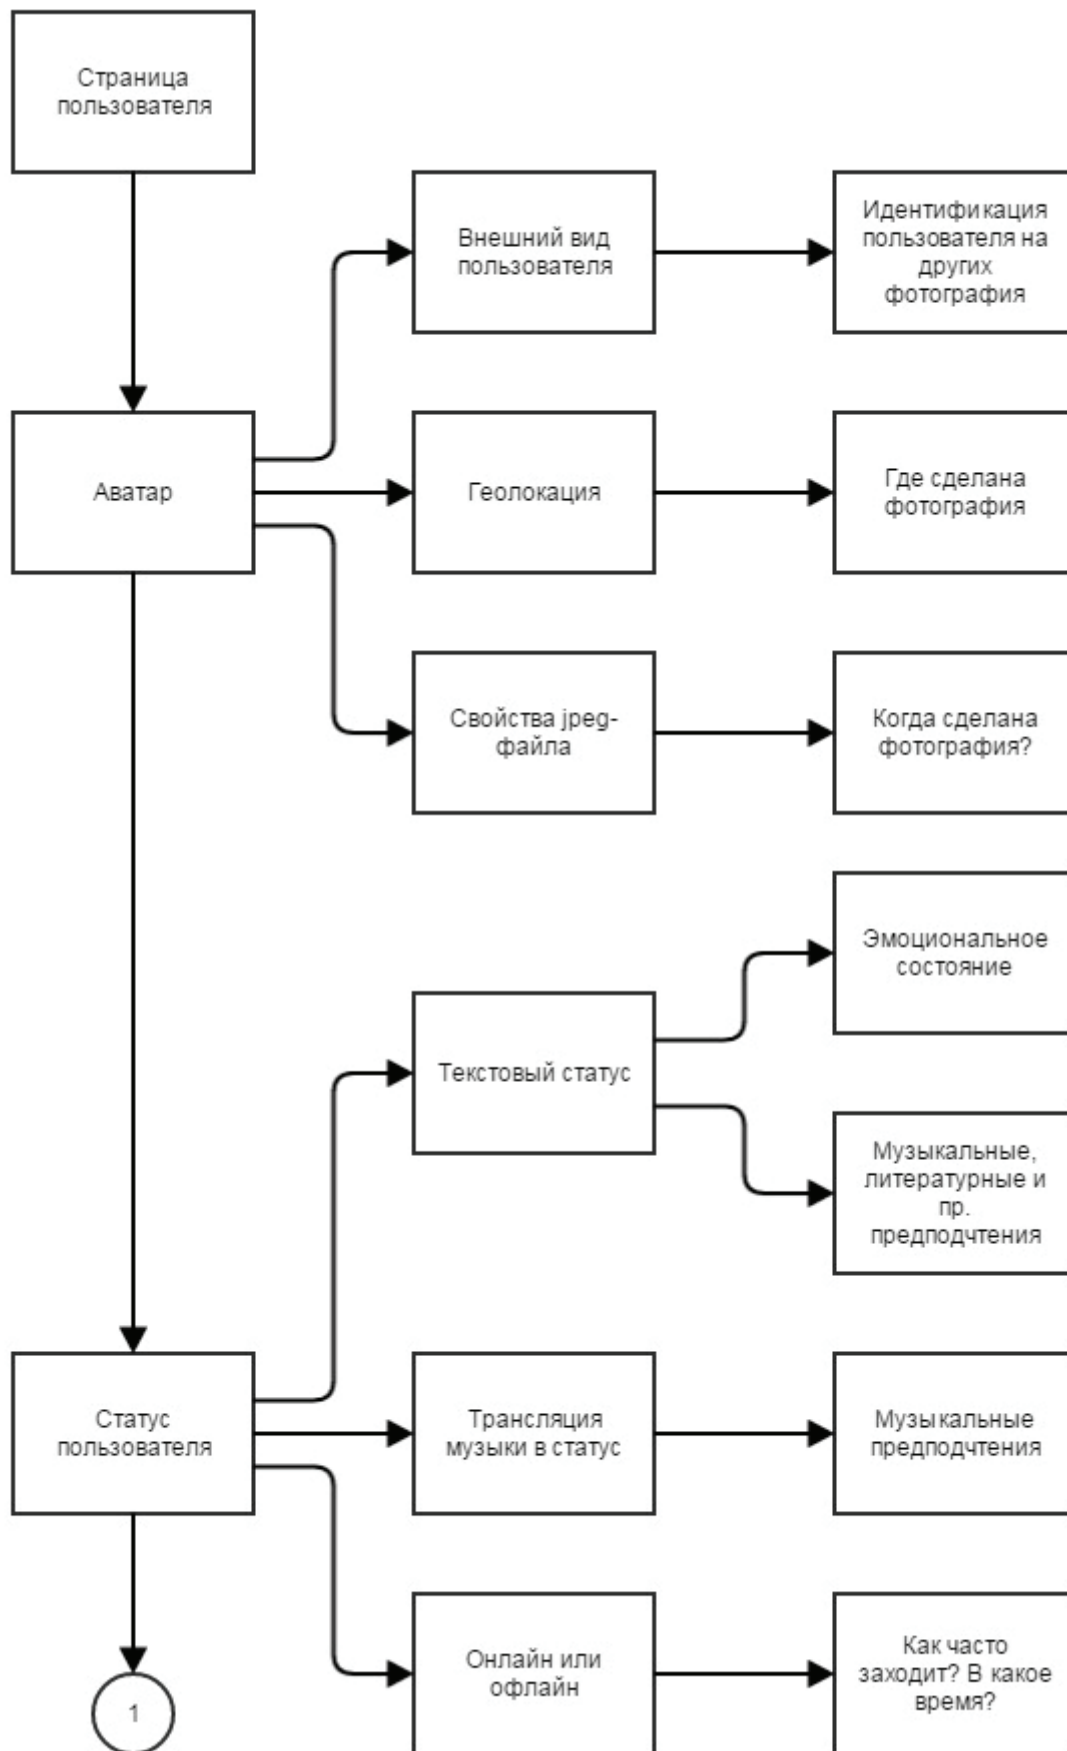 Страница
пользователя
Внешний вид
пользователя
Идентификация
пользователя на
других
фотография
Аватар
Геолокация
Где сделана
фотография
Свойства jpeg-
файла
Когда сделана
фотография?
Эмоциональное
состояние
Текстовый статус
Музыкальные,
литературные и
пр.
предподчтения
Статус
пользователя
Трансляция
музыки в статус
Музыкальные
предподчтения
Онлайн или
офлайн
Как часто
заходит? В какое
время?
1